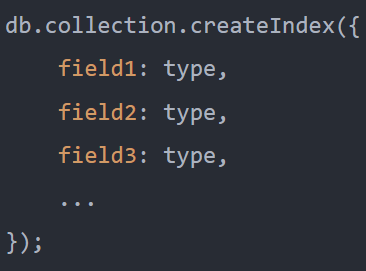 db.collection.createIndex({
field1: type,
field2: type,
field3: type,
...
});